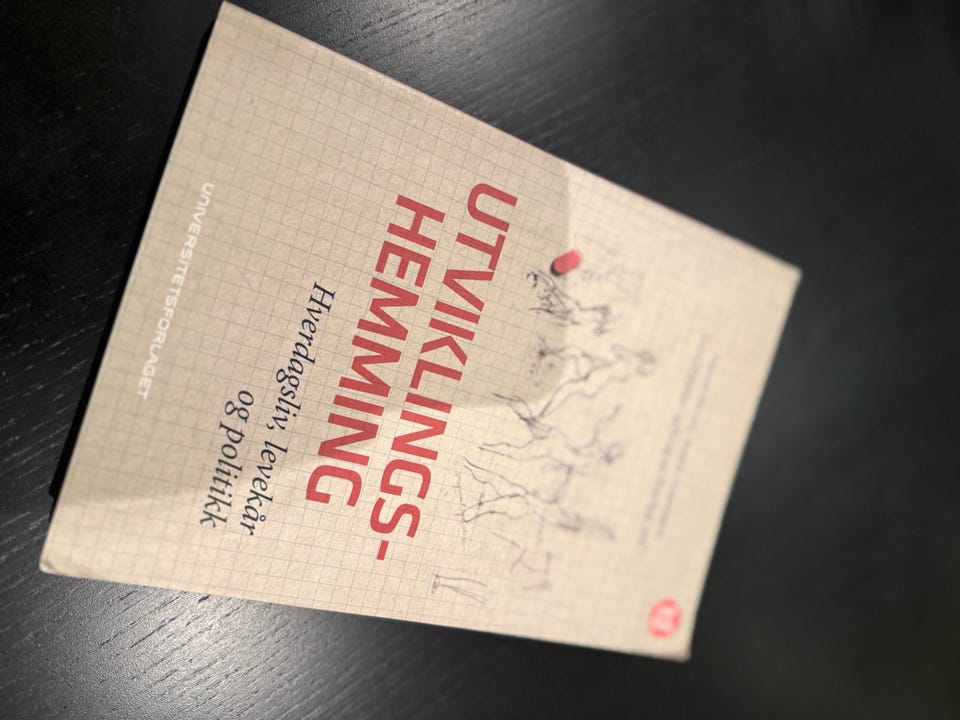 UTVIKLINGS-
HEMMING
Hverdagsliv, levekår
og politikk
UNIVERSITETSFORLAGET